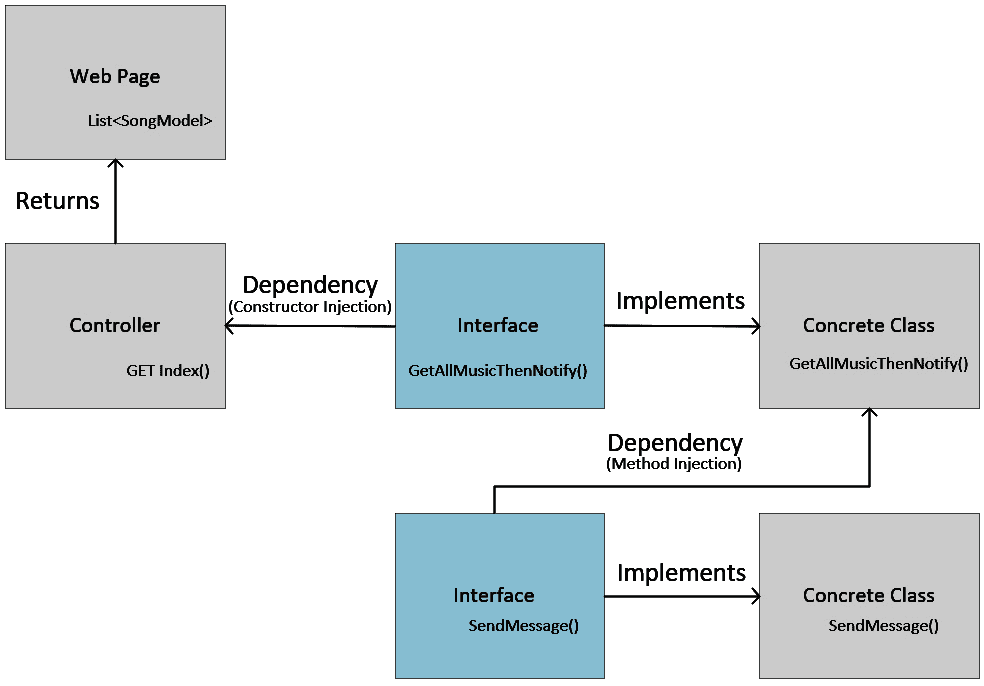 Web Page
List<SongModel>
Returns
Controller
GET Index()
Dependency
(Constructor Injection)
Interface
GetAllMusicThenNotify()
Implements
Concrete Class
GetAllMusicThenNotify()
Dependency
(Method Injection)
Interface
SendMessage()
Implements
Concrete Class
SendMessage()